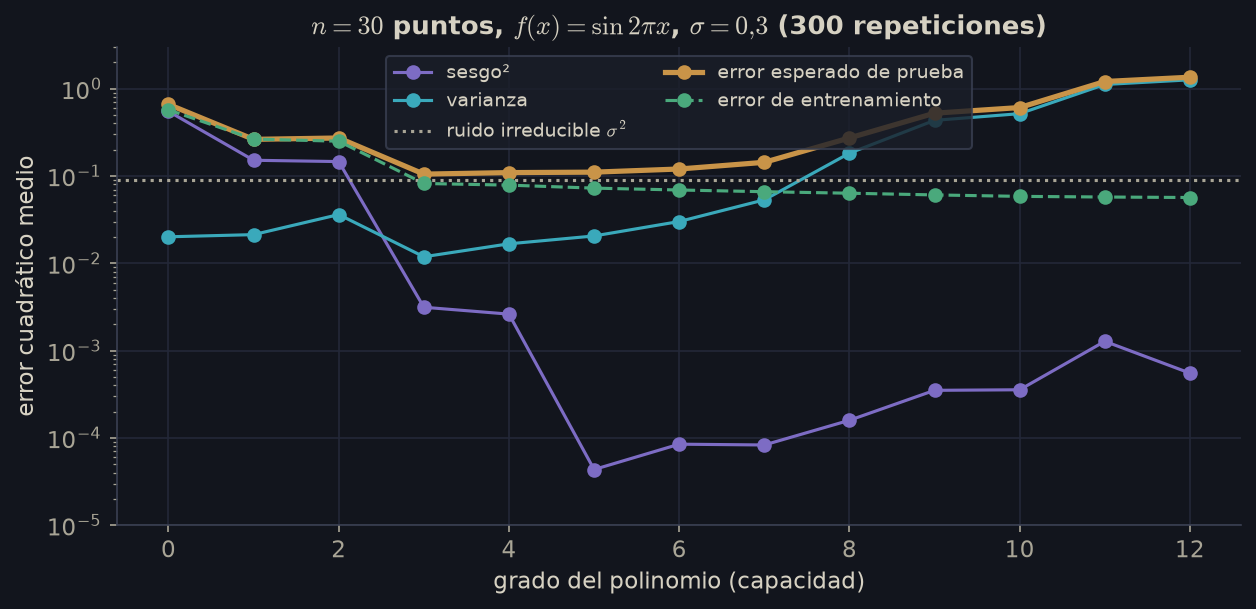 n = 30 puntos, f(x) = sin 2πx, σ = 0,3 (300 repeticiones)
sesgo²
varianza
ruido irreducible σ²
error esperado de prueba
error de entrenamiento
error cuadrático medio
10⁰
10⁻¹
10⁻²
10⁻³
10⁻⁴
10⁻⁵
0 2 4 6 8 10 12
grado del polinomio (capacidad)